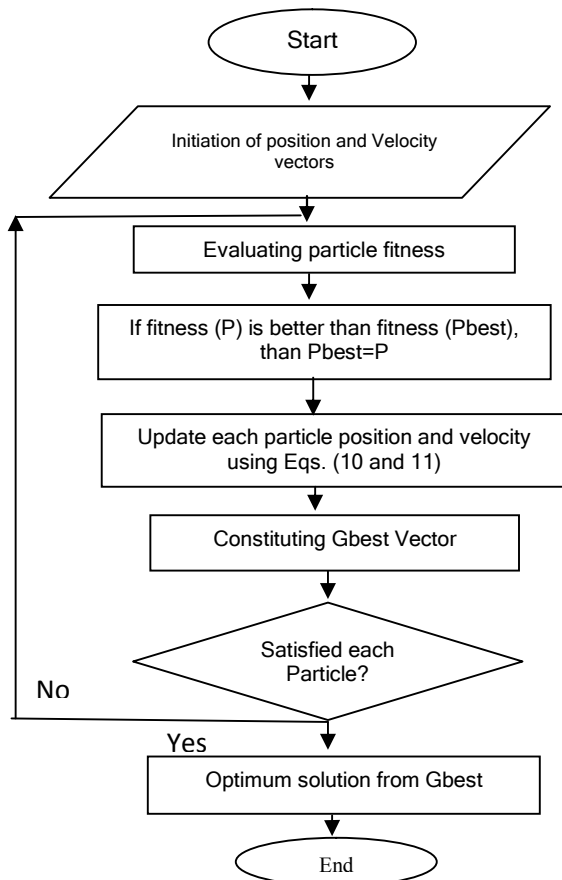 Start
Initiation of position and Velocity
vectors
Evaluating particle fitness
If fitness (P) is better than fitness (Pbest),
than Pbest=P
Update each particle position and velocity
using Eqs. (10 and 11)
Constituting Gbest Vector
Satisfied each
Particle?
No
Yes
Optimum solution from Gbest
End